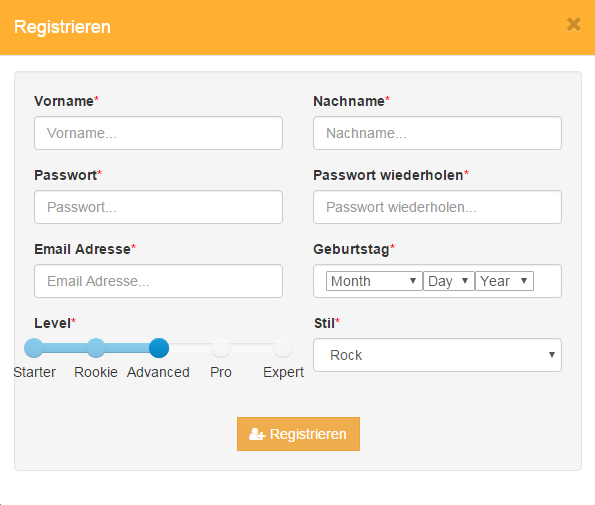 Registrieren ×
Vorname* Nachname*
Vorname... Nachname...
Passwort* Passwort wiederholen*
Passwort... Passwort wiederholen...
Email Adresse* Geburtstag*
Email Adresse... Month Day Year
Level* Stil*
Rock
Starter Rookie Advanced Pro Expert
Registrieren